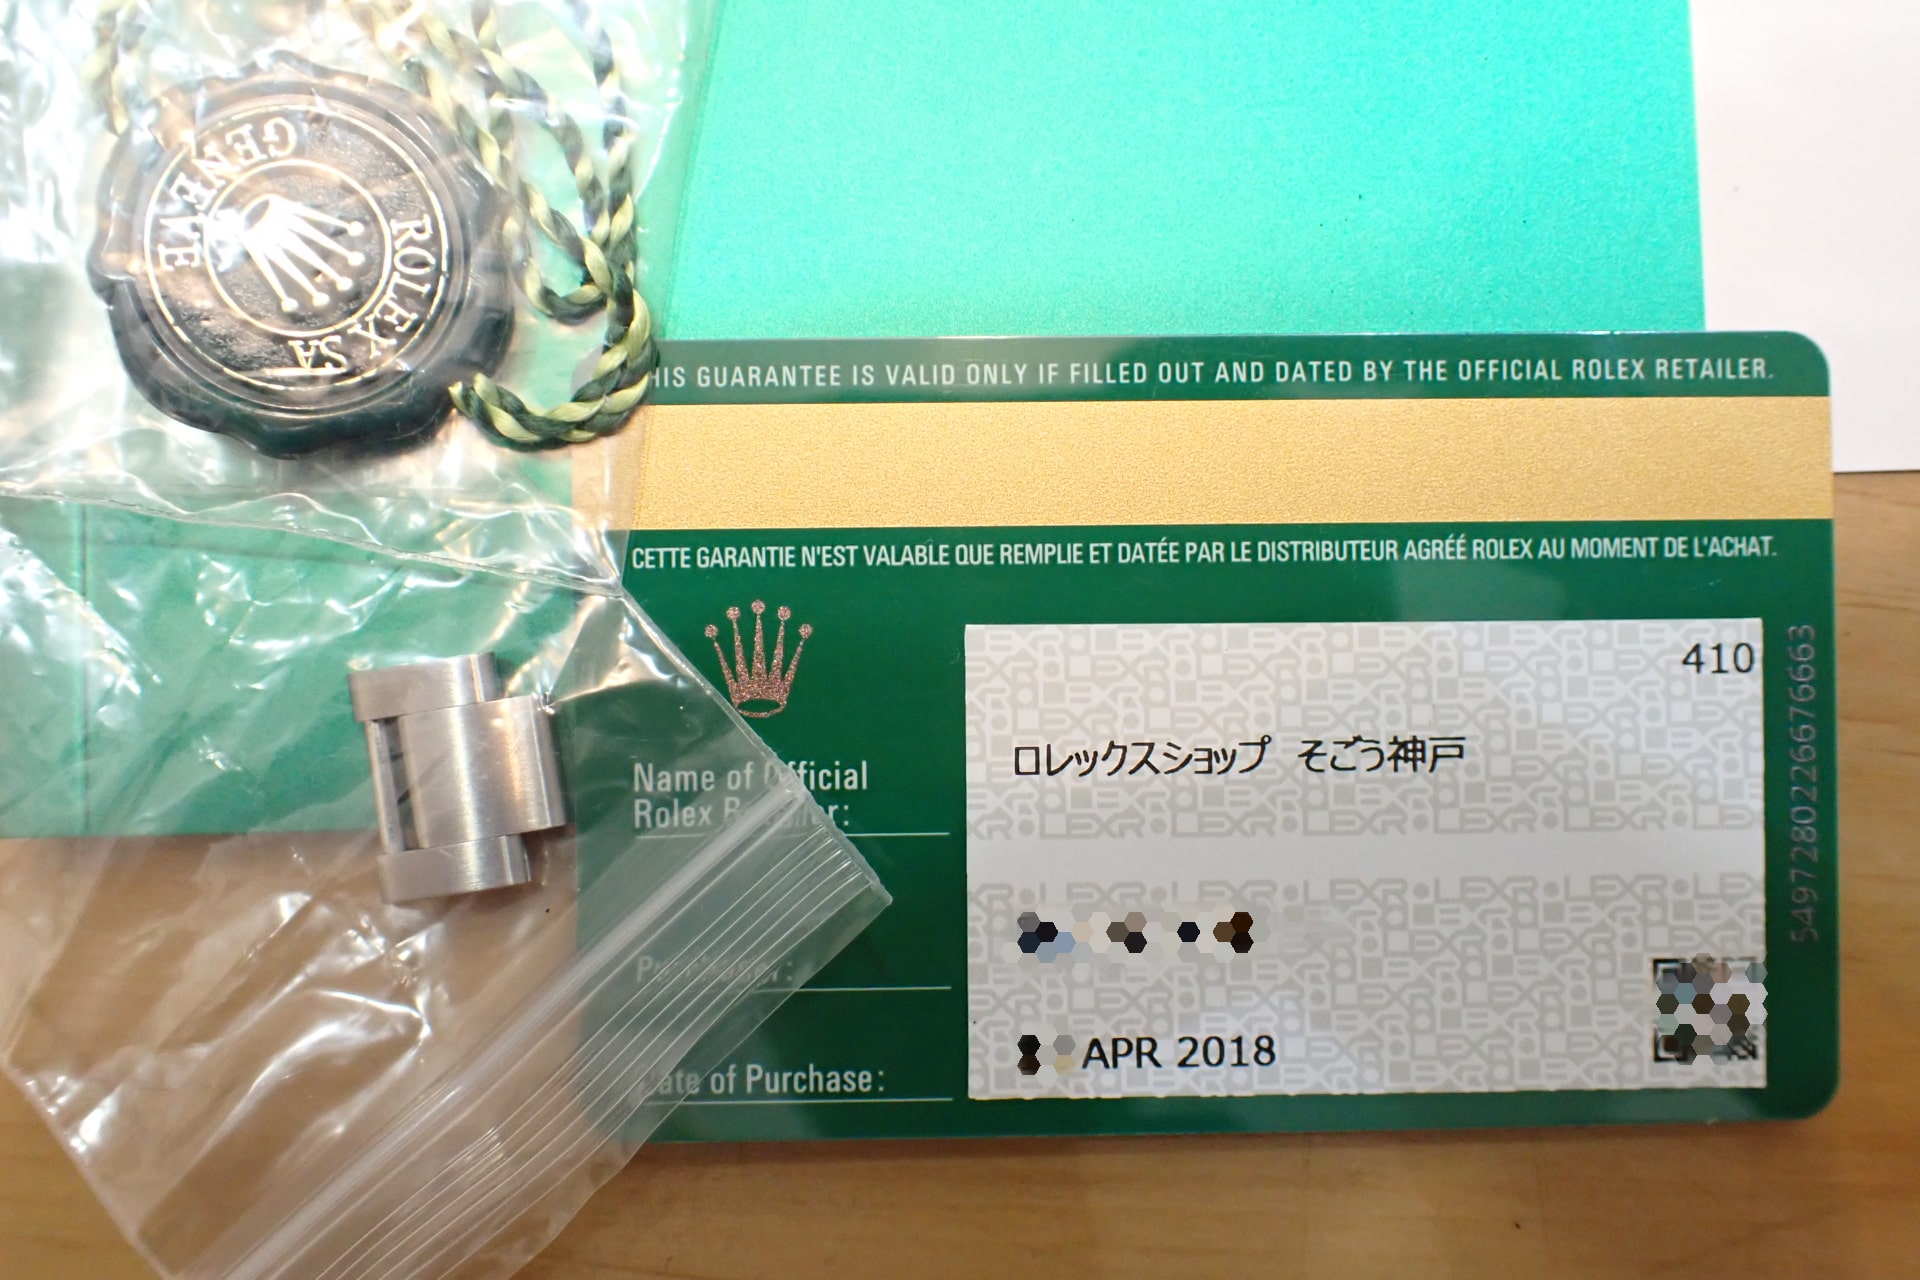 ROLEX SA
GENEVE
HIS GUARANTEE IS VALID ONLY IF FILLED OUT AND DATED BY THE OFFICIAL ROLEX RETAILER.
CETTE GARANTIE N'EST VALABLE QUE REMPLIE ET DATÉE PAR LE DISTRIBUTEUR AGRÉÉ ROLEX AU MOMENT DE L'ACHAT.
410
Name of Official
Rolex Retailer:
ロレックスショップ そごう神戸
Date of Purchase:
APR 2018
5497280226676663